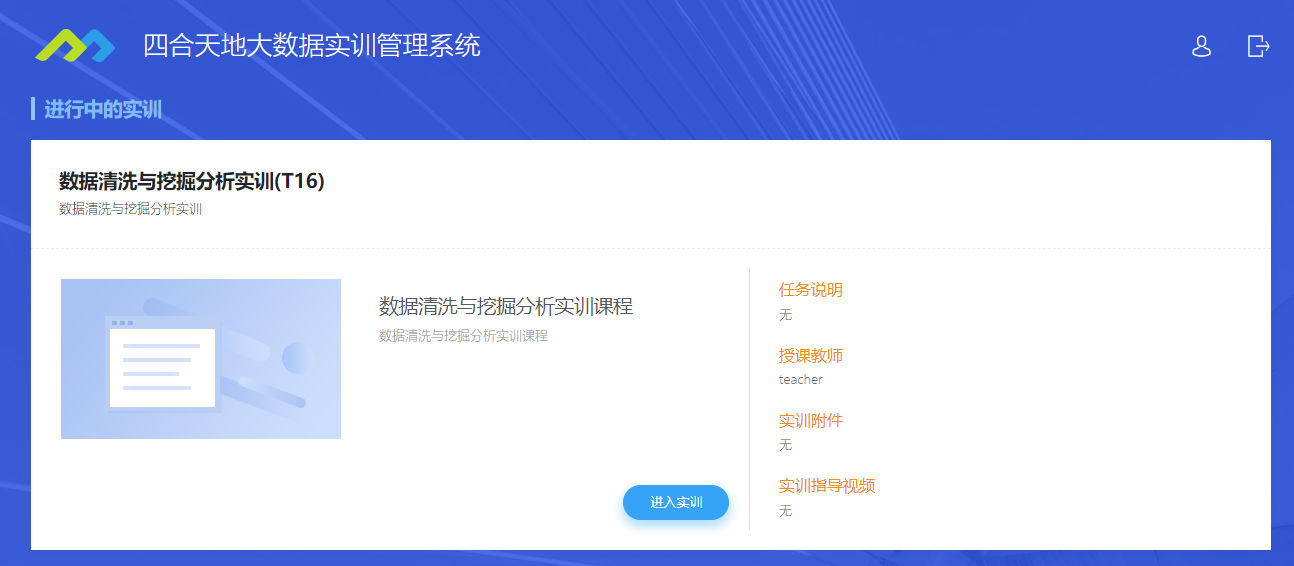 四合天地大数据实训管理系统
进行中的实训
数据清洗与挖掘分析实训(T16)
数据清洗与挖掘分析实训
数据清洗与挖掘分析实训课程
数据清洗与挖掘分析实训课程
进入实训
任务说明
无
授课教师
teacher
实训附件
无
实训指导视频
无